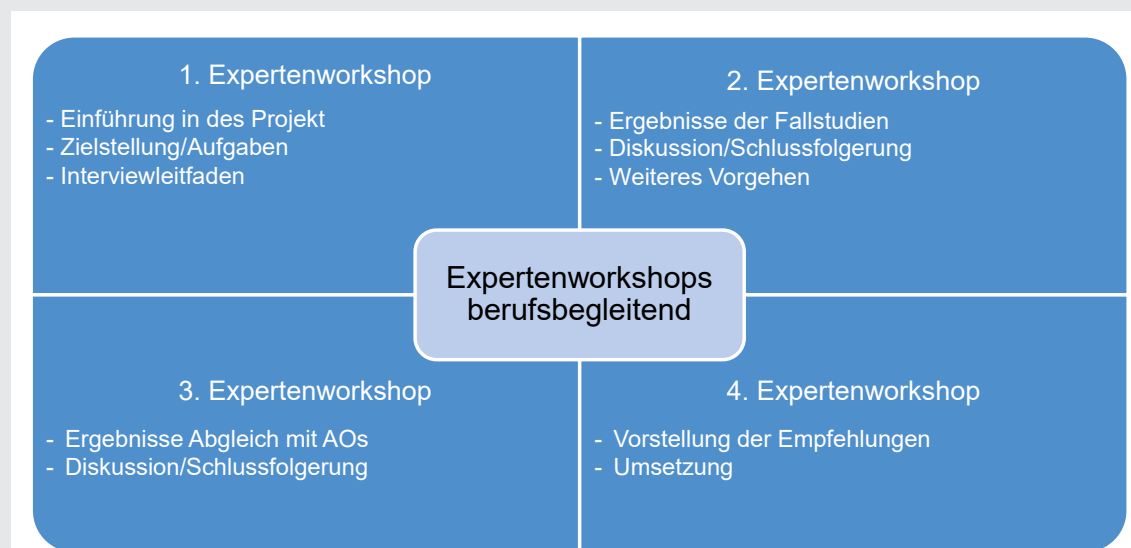 1. Expertenworkshop
- Einführung in des Projekt
- Zielstellung/Aufgaben
- Interviewleitfaden
2. Expertenworkshop
- Ergebnisse der Fallstudien
- Diskussion/Schlussfolgerung
- Weiteres Vorgehen
Expertenworkshops
berufsbegleitend
3. Expertenworkshop
- Ergebnisse Abgleich mit AOs
- Diskussion/Schlussfolgerung
4. Expertenworkshop
- Vorstellung der Empfehlungen
- Umsetzung